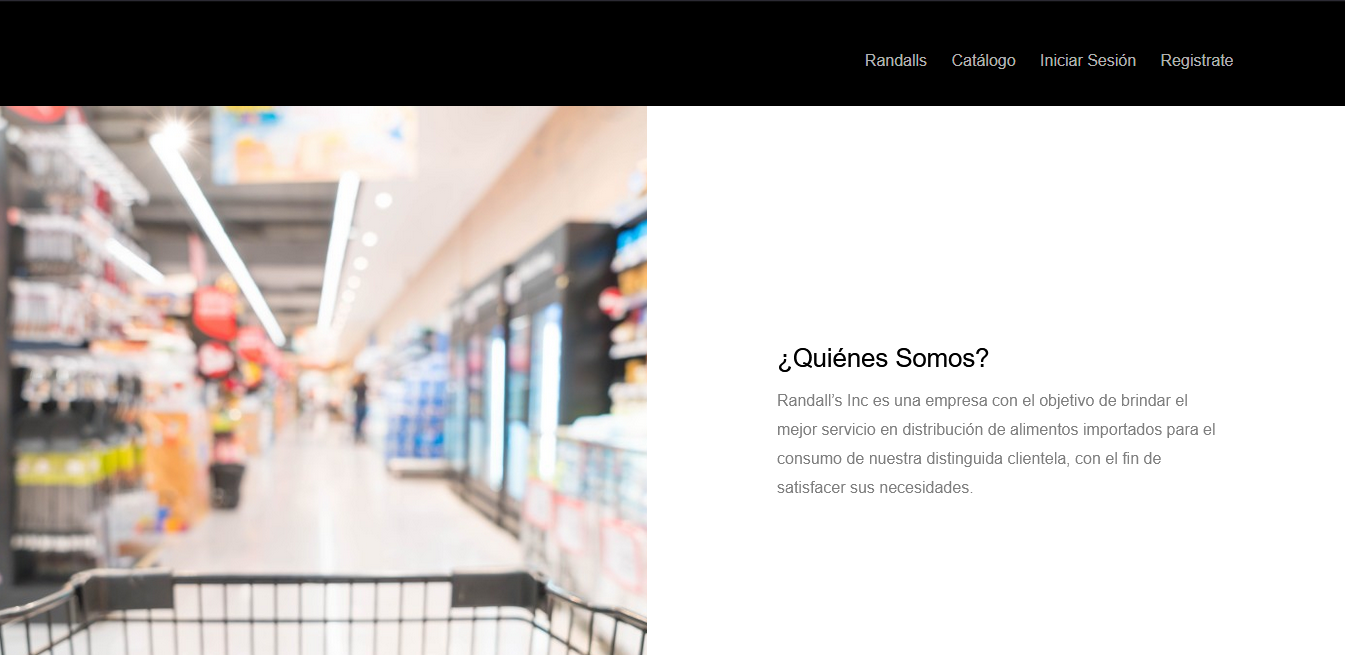 Randalls Catálogo Iniciar Sesión Registrate
¿Quiénes Somos?
Randall’s Inc es una empresa con el objetivo de brindar el
mejor servicio en distribución de alimentos importados para el
consumo de nuestra distinguida clientela, con el fin de
satisfacer sus necesidades.